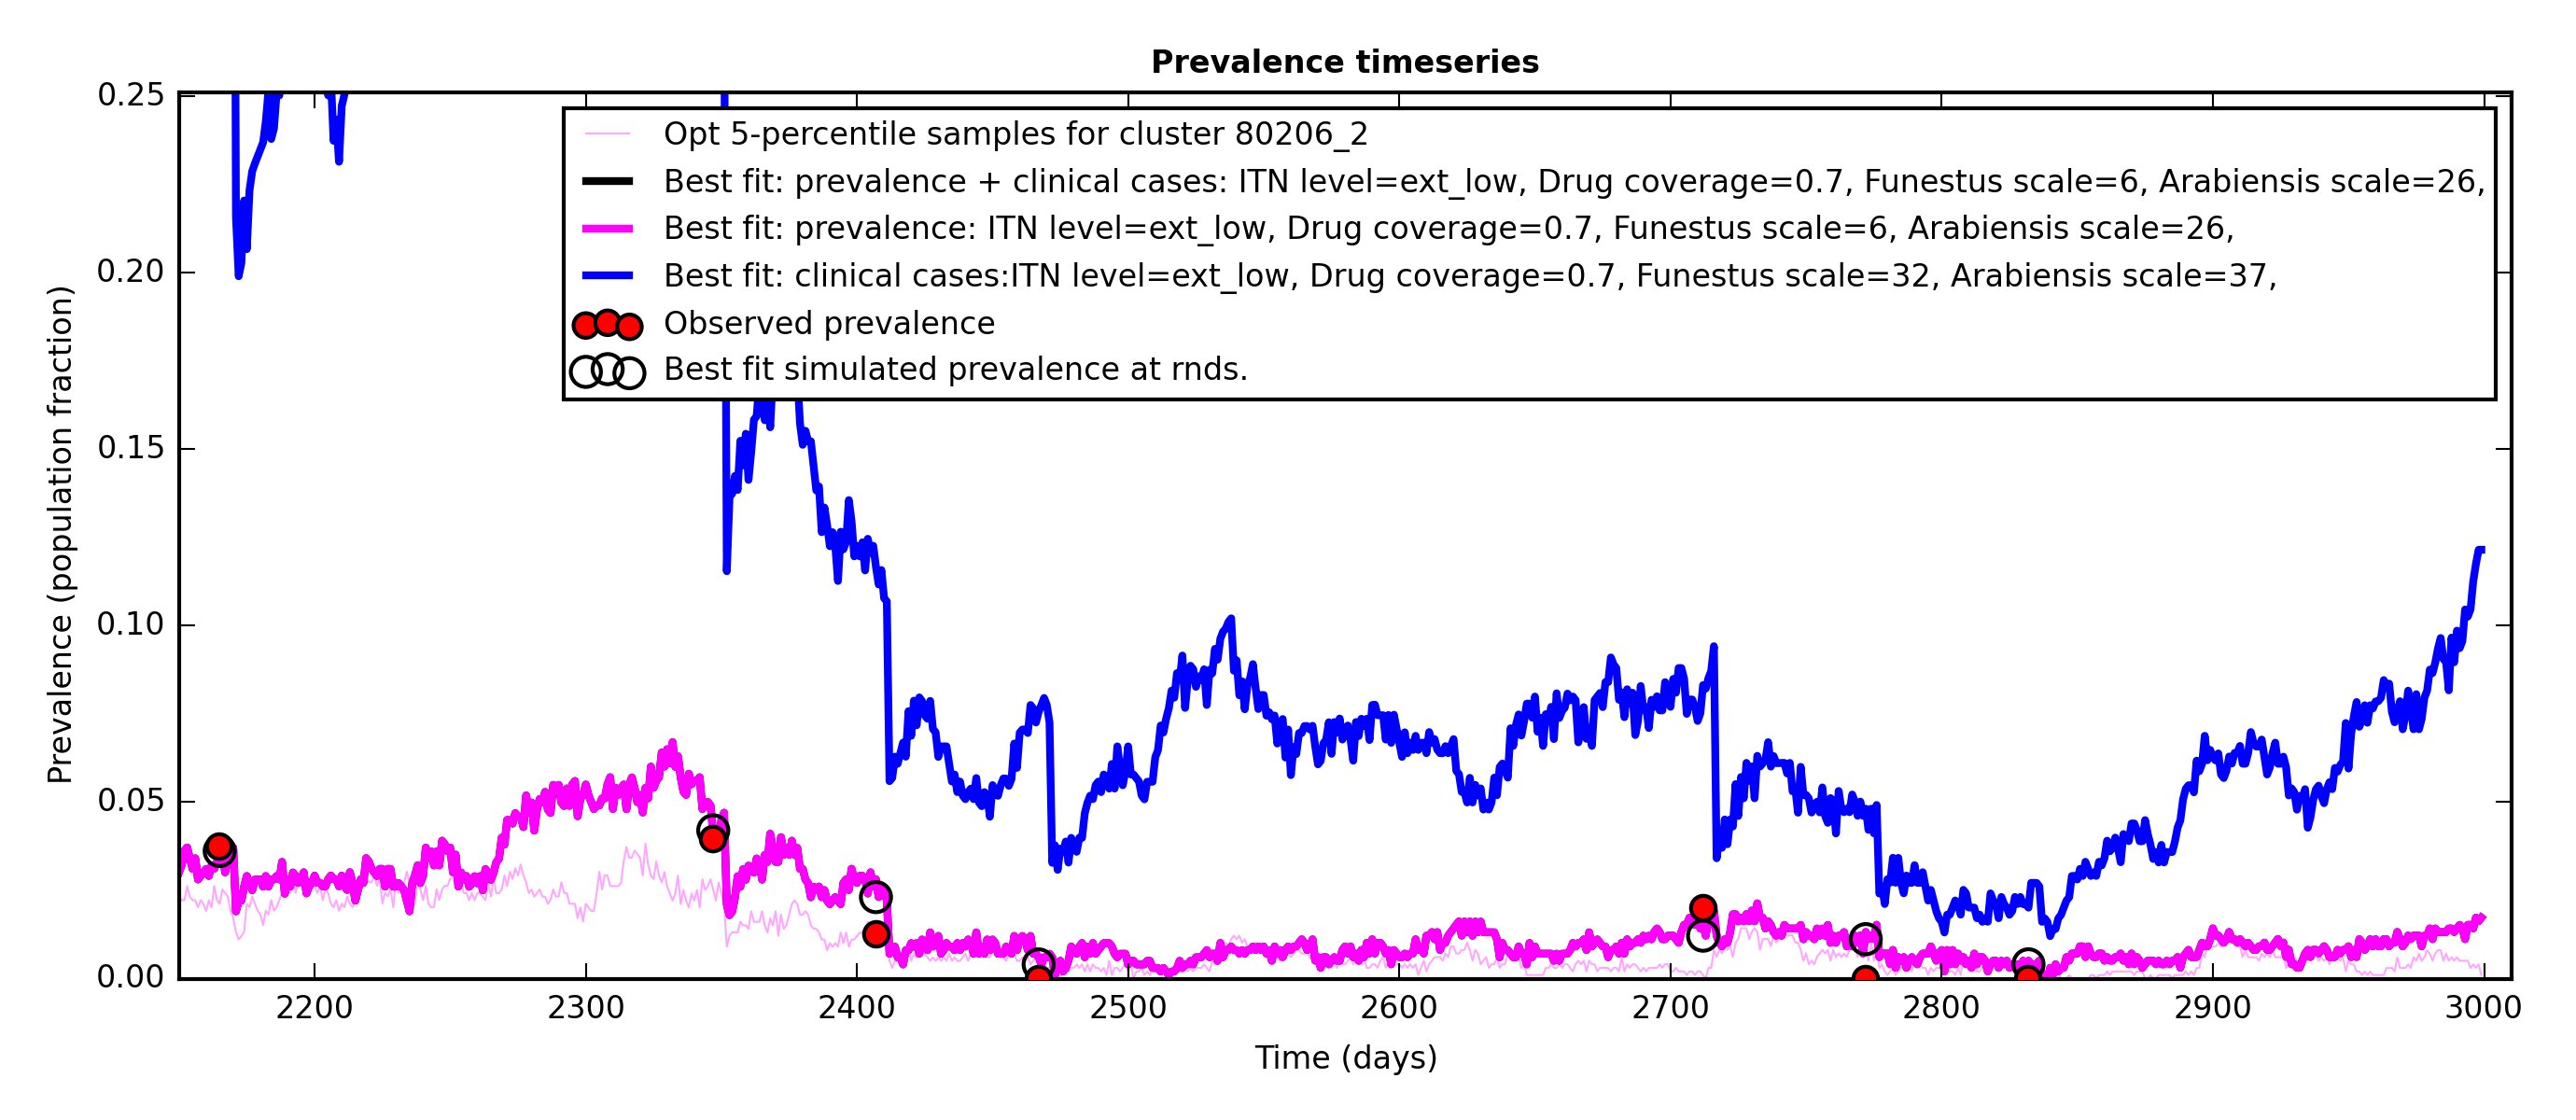 Prevalence timeseries
Opt 5-percentile samples for cluster 80206_2
Best fit: prevalence + clinical cases: ITN level=ext_low, Drug coverage=0.7, Funestus scale=6, Arabiensis scale=26,
Best fit: prevalence: ITN level=ext_low, Drug coverage=0.7, Funestus scale=6, Arabiensis scale=26,
Best fit: clinical cases:ITN level=ext_low, Drug coverage=0.7, Funestus scale=32, Arabiensis scale=37,
Observed prevalence
Best fit simulated prevalence at rnds.
Prevalence (population fraction)
0.25
0.20
0.15
0.10
0.05
0.00
2200 2300 2400 2500 2600 2700 2800 2900 3000
Time (days)